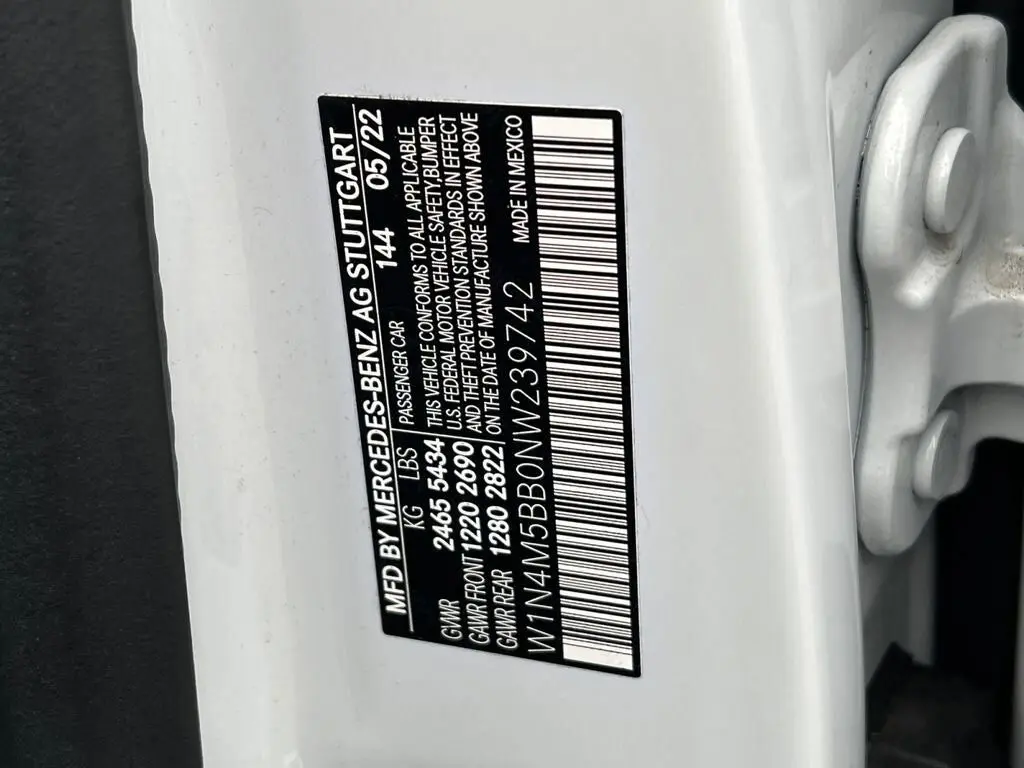 MFD BY MERCEDES-BENZ AG STUTTGART
KG LBS PASSENGER CAR 144 05/22
GVWR 2465 5434
GAWR FRONT 1220 2690
GAWR REAR 1280 2822
THIS VEHICLE CONFORMS TO ALL APPLICABLE
U.S. FEDERAL MOTOR VEHICLE SAFETY,BUMPER
AND THEFT PREVENTION STANDARDS IN EFFECT
ON THE DATE OF MANUFACTURE SHOWN ABOVE
W1N4M5BB0NW239742 MADE IN MEXICO